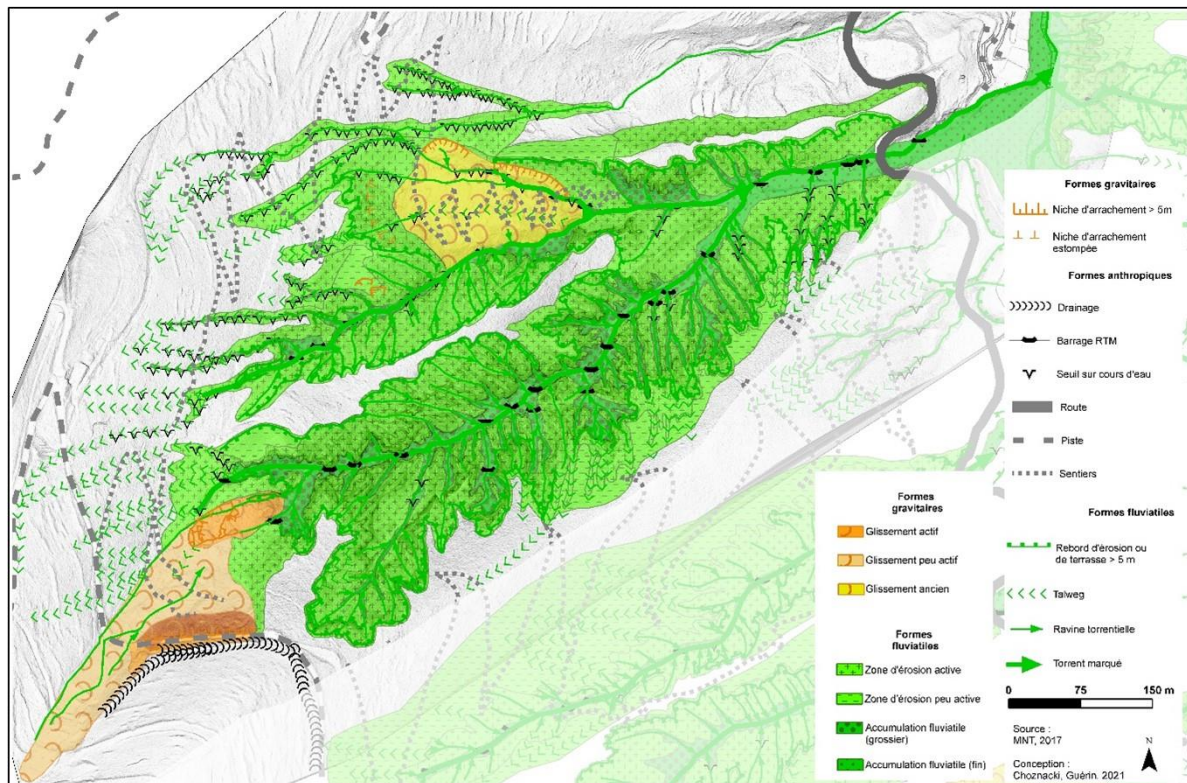 Formes gravitaires
Niche d'arrachement > 5m
Niche d'arrachement
estompée
Formes anthropiques
Drainage
Barrage RTM
Seuil sur cours d'eau
Route
Piste
Sentiers
Formes
gravitaires
Glissement actif
Glissement peu actif
Glissement ancien
Formes
fluviatiles
Zone d'érosion active
Zone d'érosion peu active
Accumulation fluviatile
(grossier)
Accumulation fluviatile (fin)
Formes fluviatiles
Rebord d'érosion ou
de terrasse > 5 m
Talweg
Ravine torrentielle
Torrent marqué
0 75 150 m
Source :
MNT, 2017
N
Conception :
Choznacki, Guérin. 2021